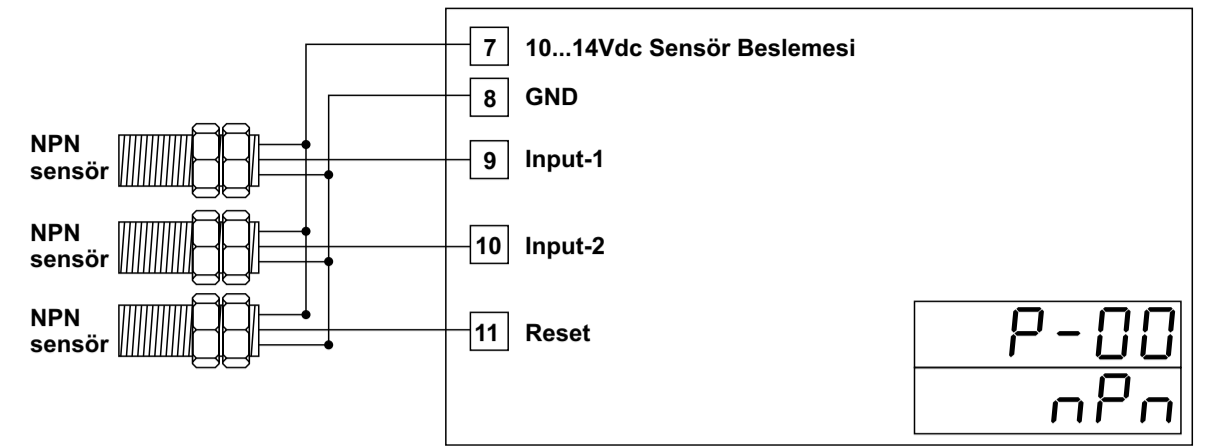 7 10...14Vdc Sensör Beslemesi
8 GND
NPN
sensör
9 Input-1
NPN
sensör
10 Input-2
NPN
sensör
11 Reset
P-00
nPn